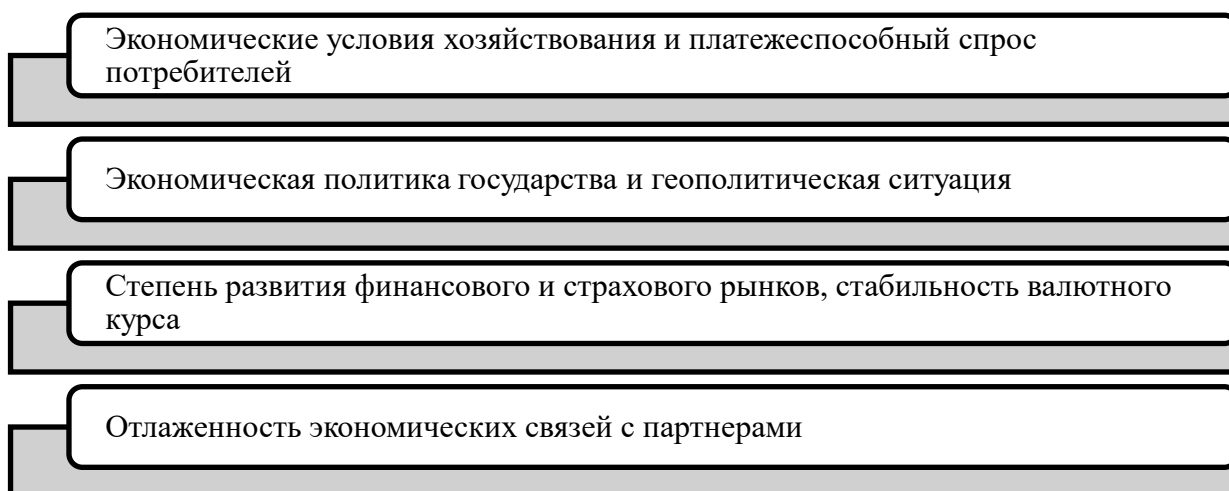 Экономические условия хозяйствования и платежеспособный спрос
потребителей
Экономическая политика государства и геополитическая ситуация
Степень развития финансового и страхового рынков, стабильность валютного
курса
Отлаженность экономических связей с партнерами